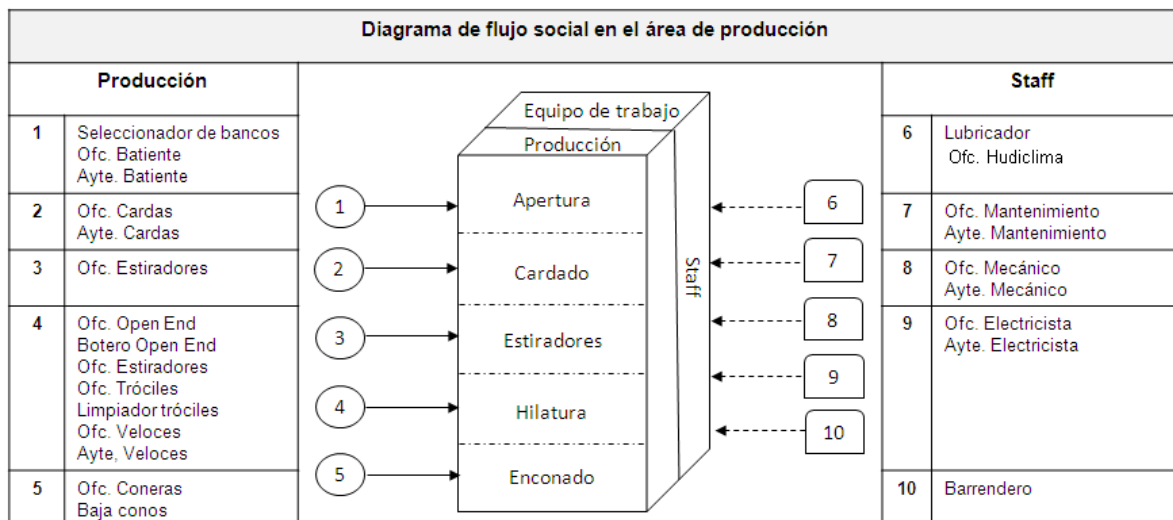 Diagrama de flujo social en el área de producción
Producción
1
Seleccionador de bancos
Ofc. Batiente
Ayte. Batiente
2
Ofc. Cardas
Ayte. Cardas
3
Ofc. Estiradores
4
Ofc. Open End
Botero Open End
Ofc. Estiradores
Ofc. Tróciles
Limpiador tróciles
Ofc. Veloces
Ayte, Veloces
5
Ofc. Coneras
Baja conos
Equipo de trabajo
Producción
1
Apertura
2
Cardado
3
Estiradores
4
Hilatura
5
Enconado
Staff
6
7
8
9
10
Staff
6
Lubricador
Ofc. Hudiclima
7
Ofc. Mantenimiento
Ayte. Mantenimiento
8
Ofc. Mecánico
Ayte. Mecánico
9
Ofc. Electricista
Ayte. Electricista
10
Barrendero